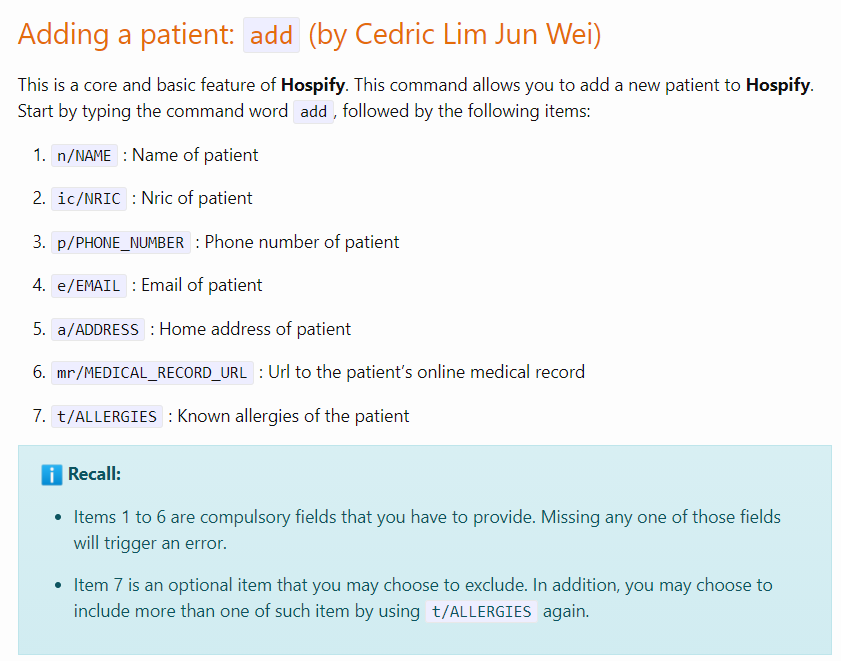 Adding a patient: add (by Cedric Lim Jun Wei)
This is a core and basic feature of Hospify. This command allows you to add a new patient to Hospify.
Start by typing the command word add, followed by the following items:
1. n/NAME : Name of patient
2. ic/NRIC : Nric of patient
3. p/PHONE_NUMBER : Phone number of patient
4. e/EMAIL : Email of patient
5. a/ADDRESS : Home address of patient
6. mr/MEDICAL_RECORD_URL : Url to the patient’s online medical record
7. t/ALLERGIES : Known allergies of the patient
ℹ️ Recall:
• Items 1 to 6 are compulsory fields that you have to provide. Missing any one of those fields
will trigger an error.
• Item 7 is an optional item that you may choose to exclude. In addition, you may choose to
include more than one of such item by using t/ALLERGIES again.